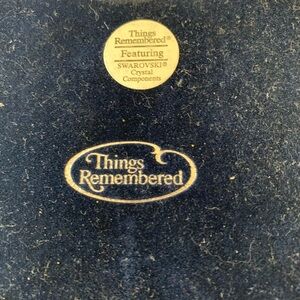 Things
Remembered®
Featuring
SWAROVSKI®
Crystal
Components
Things
Remembered